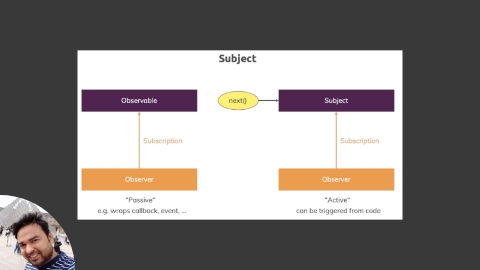 Subject
Observable
next()
Subject
Subscription
Subscription
Observer
Observer
"Passive"
"Active"
e.g. wraps callback, event, ...
can be triggered from code